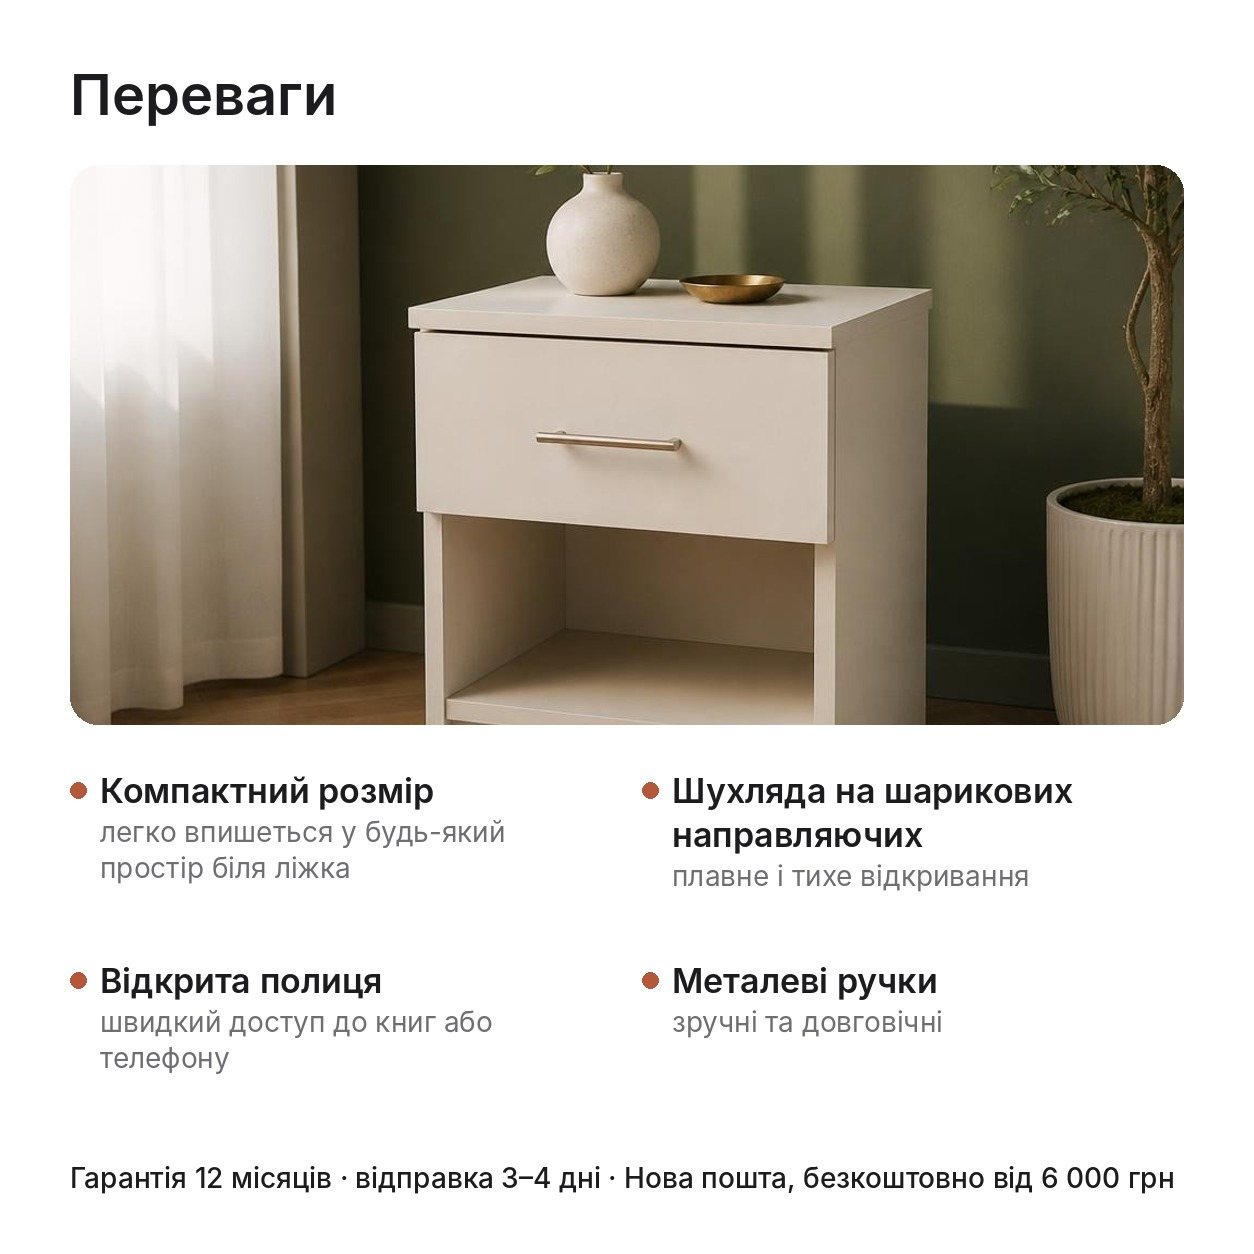 Переваги
Компактний розмір
легко впишеться у будь-який
простір біля ліжка
Шухляда на шарикових
направляючих
плавне і тихе відкривання
Відкрита полиця
швидкий доступ до книг або
телефону
Металеві ручки
зручні та довговічні
Гарантія 12 місяців · відправка 3–4 дні · Нова пошта, безкоштовно від 6 000 грн